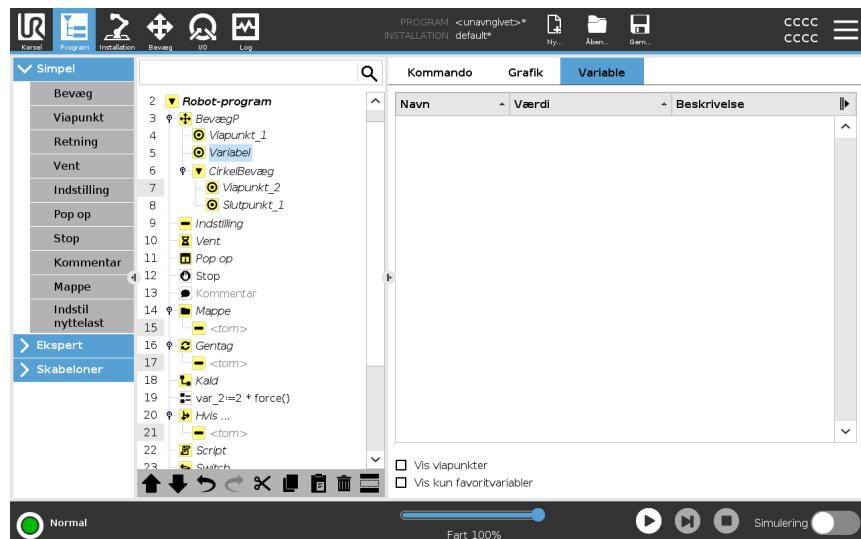 PROGRAM <unavngivet>*
INSTALLATION default*
Kørsel Program Installation Bevæg I/O Log
Ny... Åben... Gem...
CCCC
CCCC
Simpel
Bevæg
Viapunkt
Retning
Vent
Indstilling
Pop op
Stop
Kommentar
Mappe
Indstil
nyttelast
Ekspert
Skabeloner
2 Robot-program
3 BevægP
4 Viapunkt_1
5 Variabel
6 CirkelBevæg
7 Viapunkt_2
8 Slutpunkt_1
9 Indstilling
10 Vent
11 Pop op
12 Stop
13 Kommentar
14 Mappe
15 <tom>
16 Gentag
17 <tom>
18 Kald
19 var_2:=2 * force()
20 Hvis ...
21 <tom>
22 Script
23 Switch
Kommando Grafik Variable
Navn Værdi Beskrivelse
Vis viapunkter
Vis kun favoritvariabler
Normal
Fart 100%
Simulering